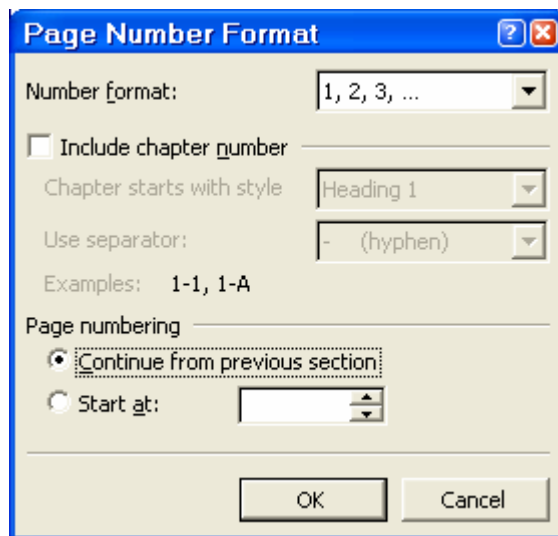 Page Number Format
Number format: 1, 2, 3, ...
Include chapter number
Chapter starts with style Heading 1
Use separator: - (hyphen)
Examples: 1-1, 1-A
Page numbering
Continue from previous section
Start at:
OK Cancel